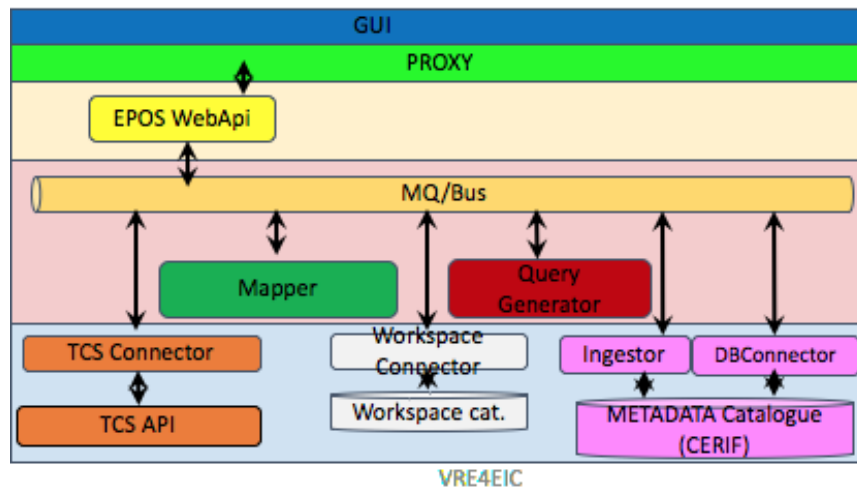 GUI
PROXY
EPOS WebApi
MQ/Bus
Mapper
Query
Generator
TCS Connector
Workspace
Connector
Ingestor
DBConnector
TCS API
Workspace cat.
METADATA Catalogue
(CERIF)
VRE4EIC